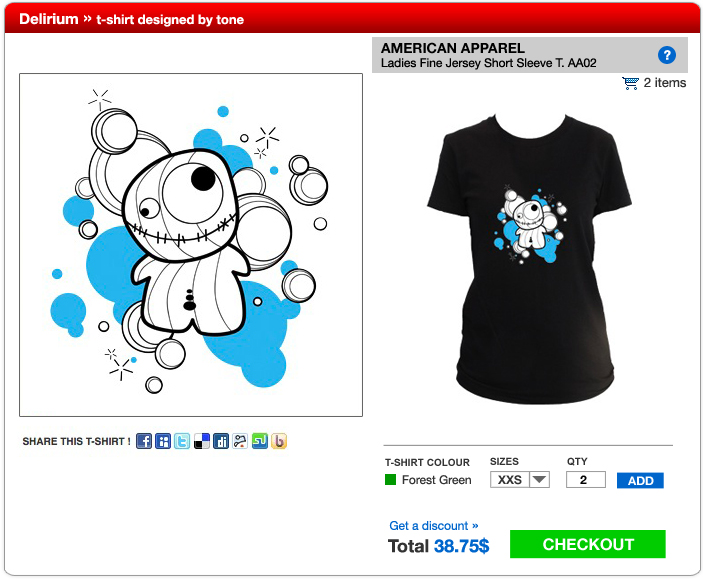 Delirium » t-shirt designed by tone
AMERICAN APPAREL
Ladies Fine Jersey Short Sleeve T. AA02
?
2 items
SHARE THIS T-SHIRT !
T-SHIRT COLOUR SIZES QTY
Forest Green XXS 2 ADD
Get a discount »
Total 38.75$
CHECKOUT